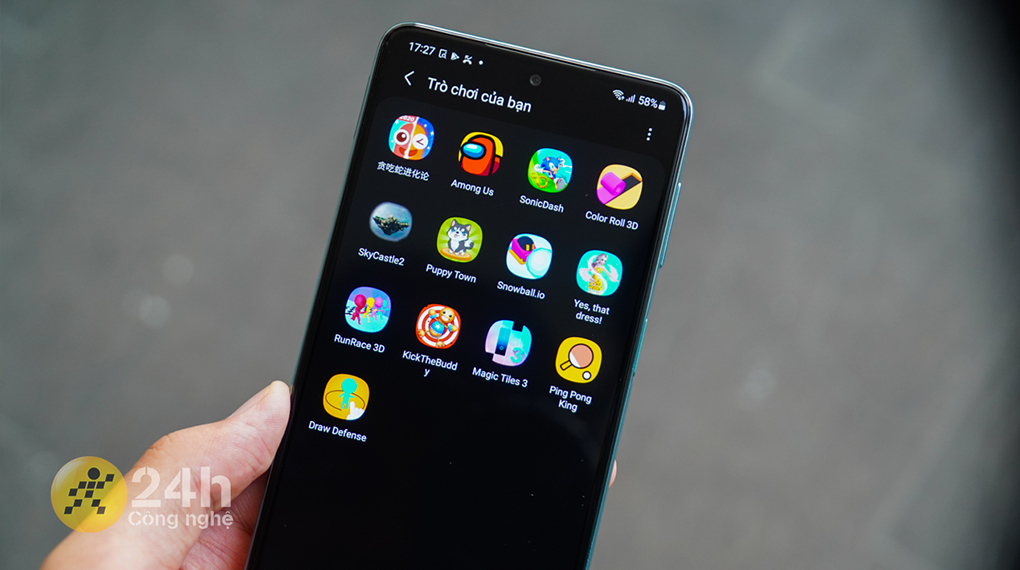 17:27
58%
Trò chơi của bạn
贪吃蛇进化论
Among Us
SonicDash
Color Roll 3D
SkyCastle2
Puppy Town
Snowball.io
Yes, that
dress!
RunRace 3D
KickTheBudd
y
Magic Tiles 3
3
Ping Pong
King
Draw Defense
24h
Công nghệ